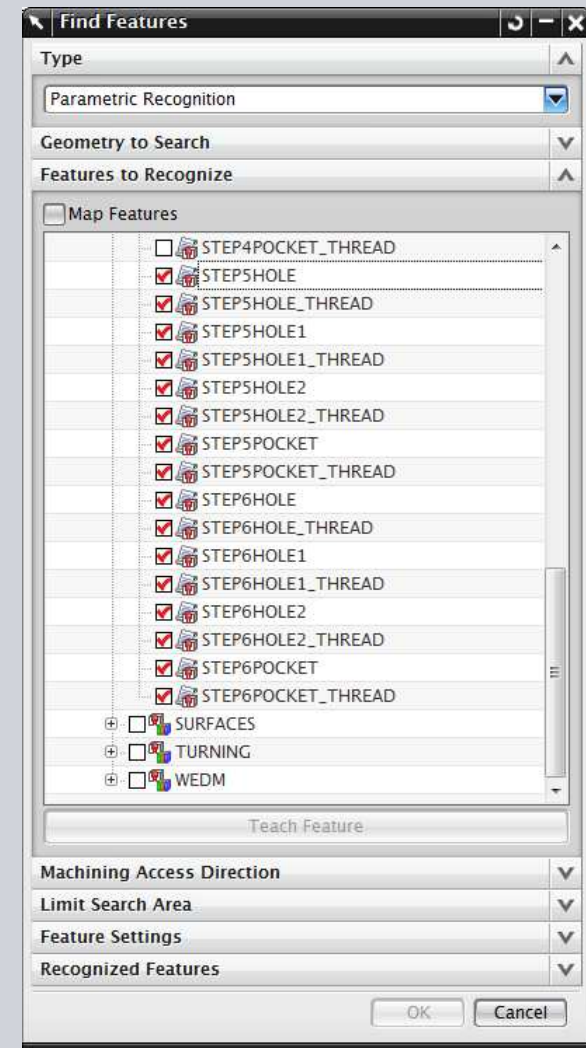 Find Features
Type
Parametric Recognition
Geometry to Search
Features to Recognize
Map Features
STEP4POCKET_THREAD
STEP5HOLE
STEP5HOLE_THREAD
STEP5HOLE1
STEP5HOLE1_THREAD
STEP5HOLE2
STEP5HOLE2_THREAD
STEP5POCKET
STEP5POCKET_THREAD
STEP6HOLE
STEP6HOLE_THREAD
STEP6HOLE1
STEP6HOLE1_THREAD
STEP6HOLE2
STEP6HOLE2_THREAD
STEP6POCKET
STEP6POCKET_THREAD
SURFACES
TURNING
WEDM
Teach Feature
Machining Access Direction
Limit Search Area
Feature Settings
Recognized Features
OK Cancel